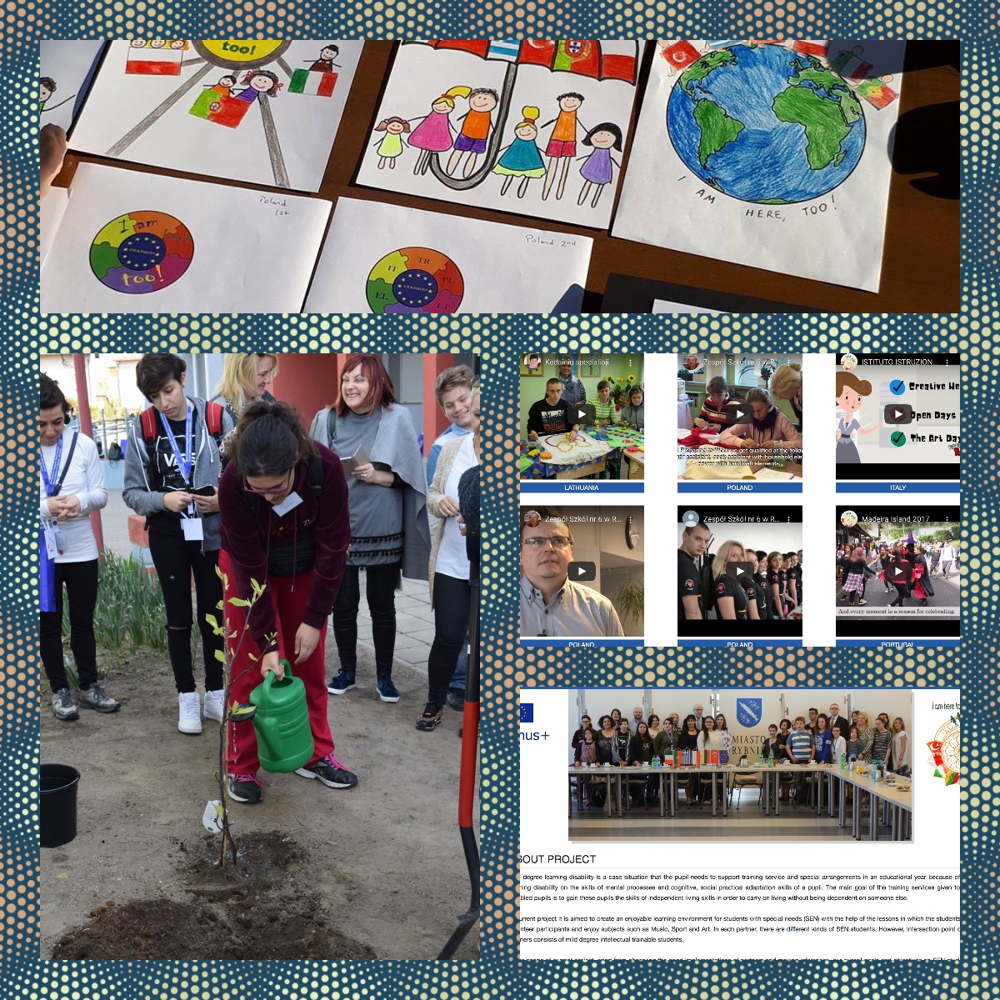 too!
AM
HERE, TOO!
Poland
1st
I am
ERASMUS+
too!
Poland 2nd
IT
TR
PL
EL
LT
ERASMUS+
VANS
Kėdainių specialioji
Zespół Szkół nr 6 w R...
ISTITUTO ISTRUZION
Creative We
Open Days
The Art Day
LATHUANIA
POLAND
ITALY
Zespół Szkół nr 6 w R...
Zespół Szkół nr 6 w R...
Madeira Island 2017
And every moment is a reason for celebrating.
POLAND
POLAND
PORTUGAL
mus+
MIASTO
RYBNIK
I am here to
BOUT PROJECT
degree learning disability is a case situation that the pupil needs to support training service and special arrangements in an educational year because of
ning disability on the skills of mental processes and cognitive, social practical adaptation skills of a pupil. The main goal of the training services given to
bled pupils is to gain these pupils the skills of independent living skills in order to carry on living without being dependent on someone else.
urrent project it is aimed to create an enjoyable learning environment for students with special needs (SEN) with the help of the lessons in which the students
nteer participants and enjoy subjects such as Music, Sport and Art. In each partner, there are different kinds of SEN students. However, intersection point
ners consists of mild degree intellectual trainable students.